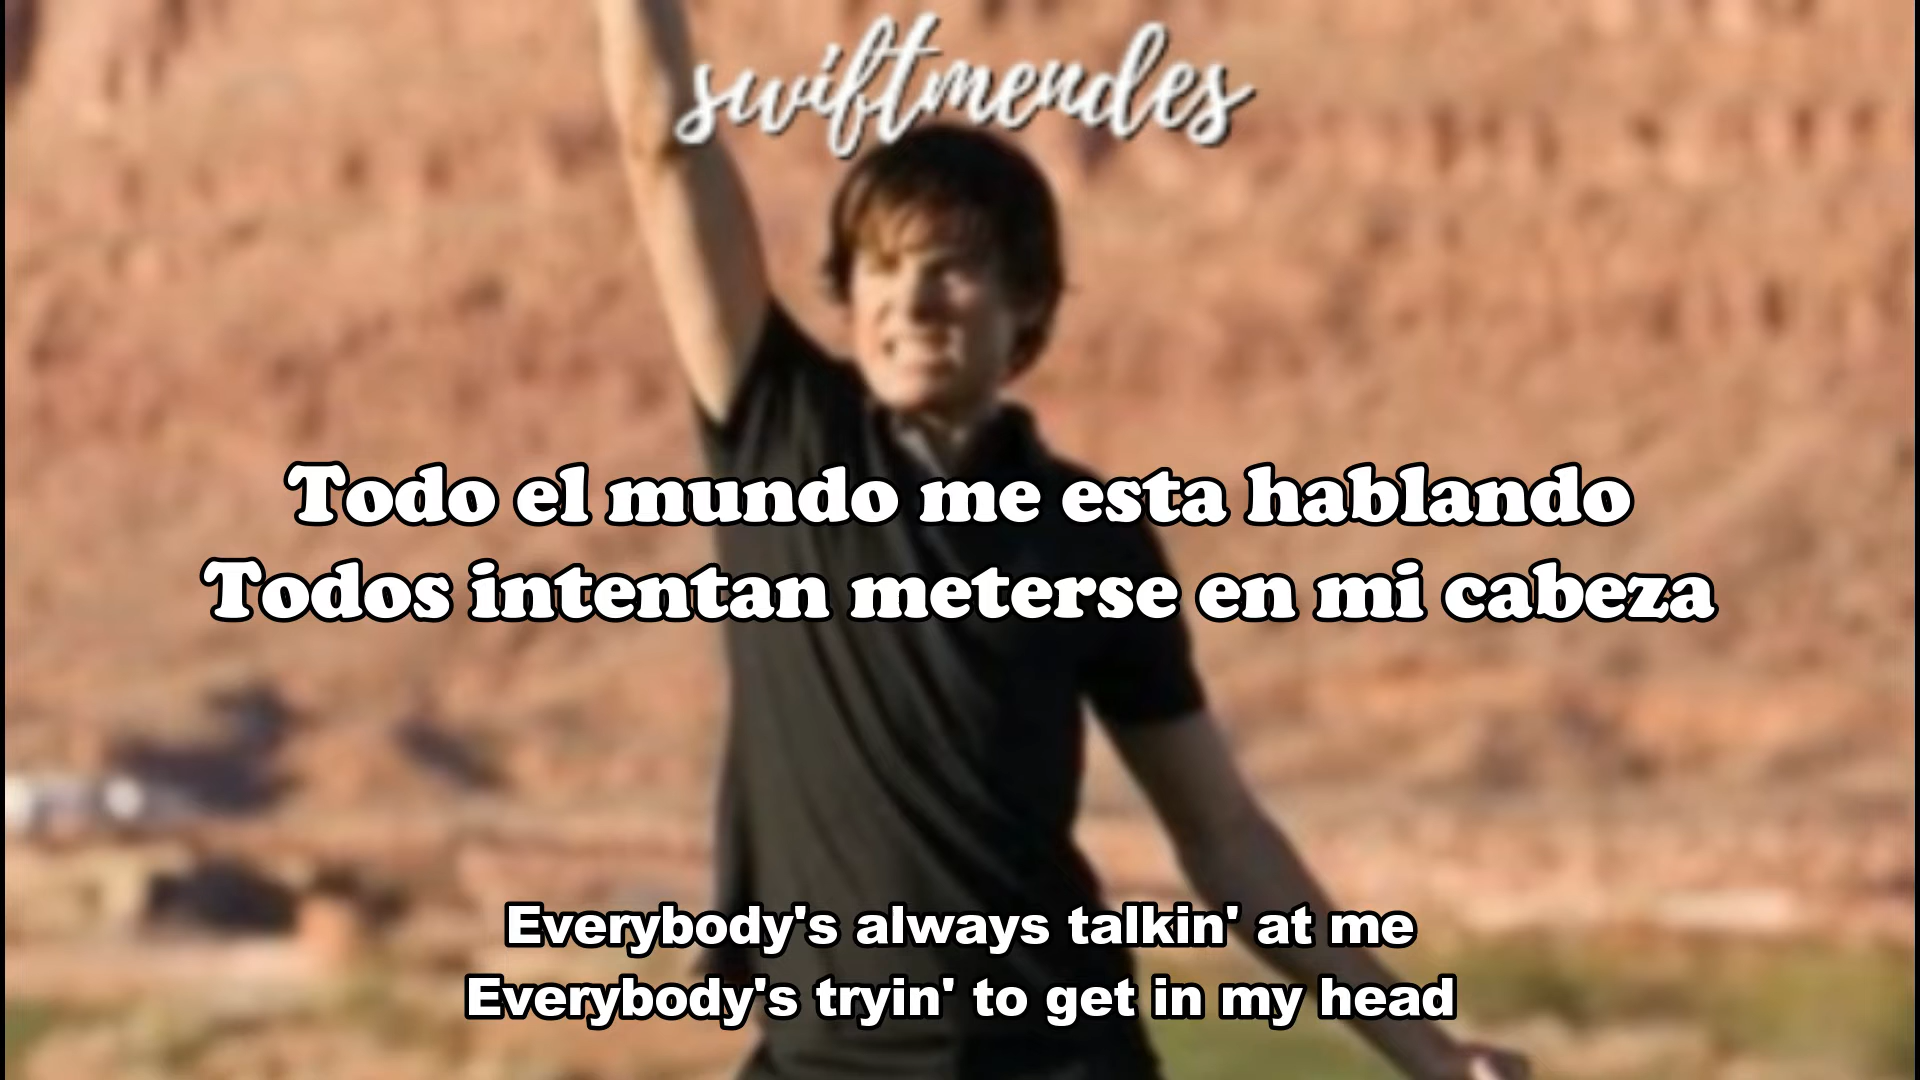 swiftmendes
Todo el mundo me esta hablando
Todos intentan meterse en mi cabeza
Everybody's always talkin' at me
Everybody's tryin' to get in my head